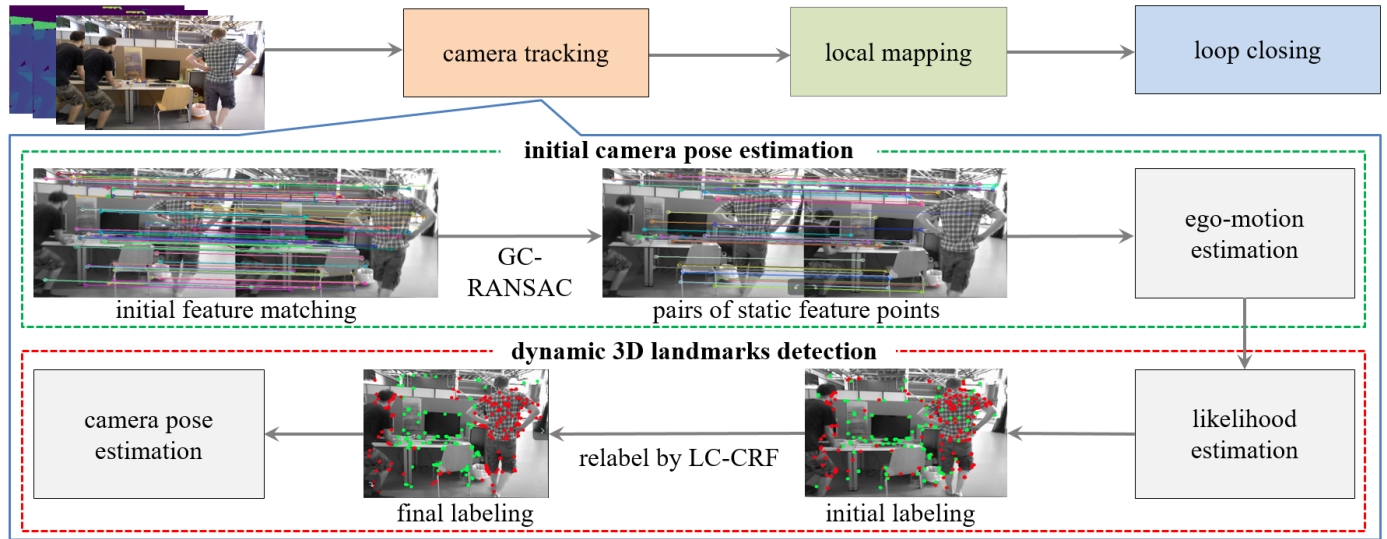 camera tracking
local mapping
loop closing
initial camera pose estimation
GC-
RANSAC
ego-motion
estimation
initial feature matching
pairs of static feature points
dynamic 3D landmarks detection
camera pose
estimation
relabel by LC-CRF
likelihood
estimation
final labeling
initial labeling